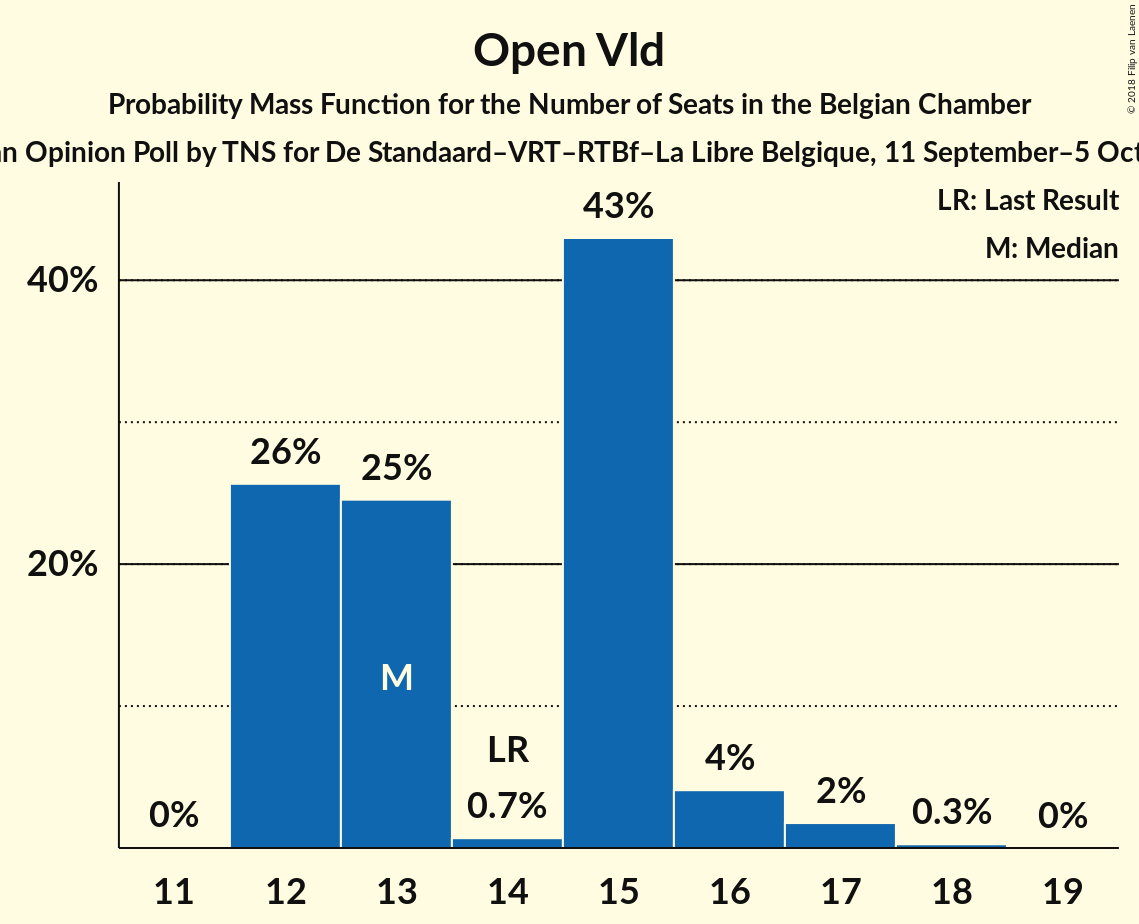 Open Vld
Probability Mass Function for the Number of Seats in the Belgian Chamber
Opinion Poll by TNS for De Standaard–VRT–RTBf–La Libre Belgique, 11 September–5
© 2018 Filip van Laenen
LR: Last Result
M: Median
43%
40%
26%
25%
20%
M
LR
0%
0.7%
4%
2%
0.3%
0%
11 12 13 14 15 16 17 18 19